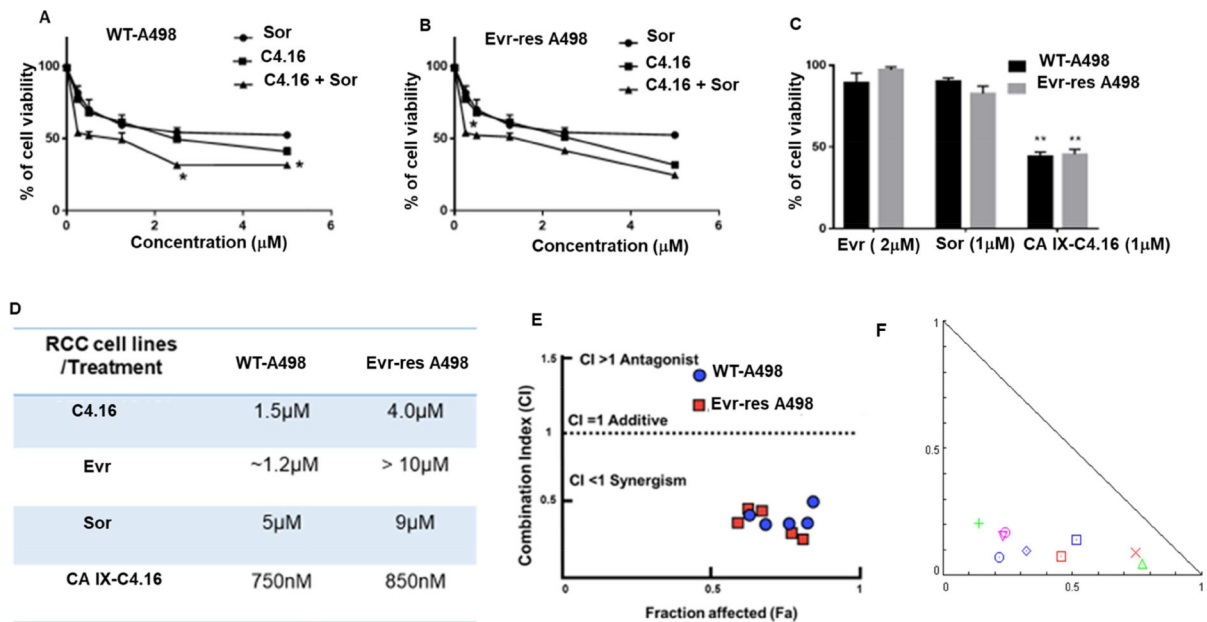 A
WT-A498
Sor
C4.16
C4.16 + Sor
% of cell viability
100
50
0
0
2
4
6
*
*
Concentration (μM)
B
Evr-res A498
Sor
C4.16
C4.16 + Sor
% of cell viability
100
50
0
0
2
4
6
*
Concentration (μM)
C
WT-A498
Evr-res A498
% of cell viability
100
50
0
**
**
Evr ( 2μM)
Sor (1μM)
CA IX-C4.16 (1μM)
D
RCC cell lines
/Treatment
WT-A498
Evr-res A498
C4.16
1.5μM
4.0μM
Evr
~1.2μM
> 10μM
Sor
5μM
9μM
CA IX-C4.16
750nM
850nM
E
Combination Index (CI)
1.5
1
0.5
0
0.5
1
CI >1 Antagonist
WT-A498
Evr-res A498
CI =1 Additive
CI <1 Synergism
Fraction affected (Fa)
F
1
0.5
0
0
0.5
1